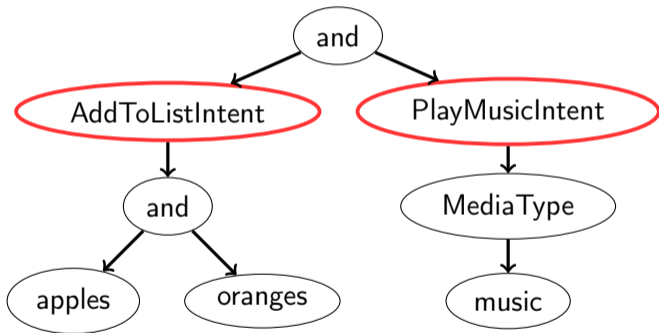 and
AddToListIntent
PlayMusicIntent
and
MediaType
apples
oranges
music